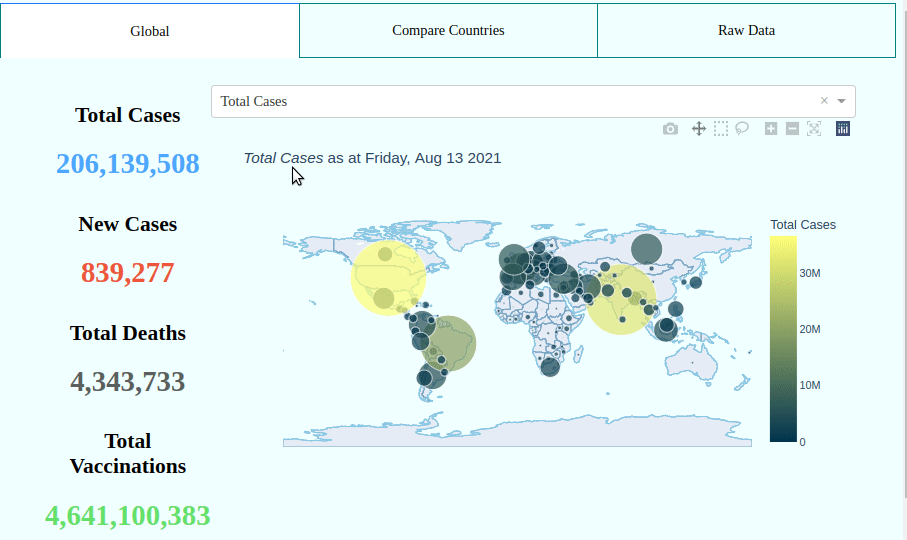 Global
Compare Countries
Raw Data
Total Cases
206,139,508
New Cases
839,277
Total Deaths
4,343,733
Total
Vaccinations
4,641,100,383
Total Cases
Total Cases as at Friday, Aug 13 2021
Total Cases
30M
20M
10M
0